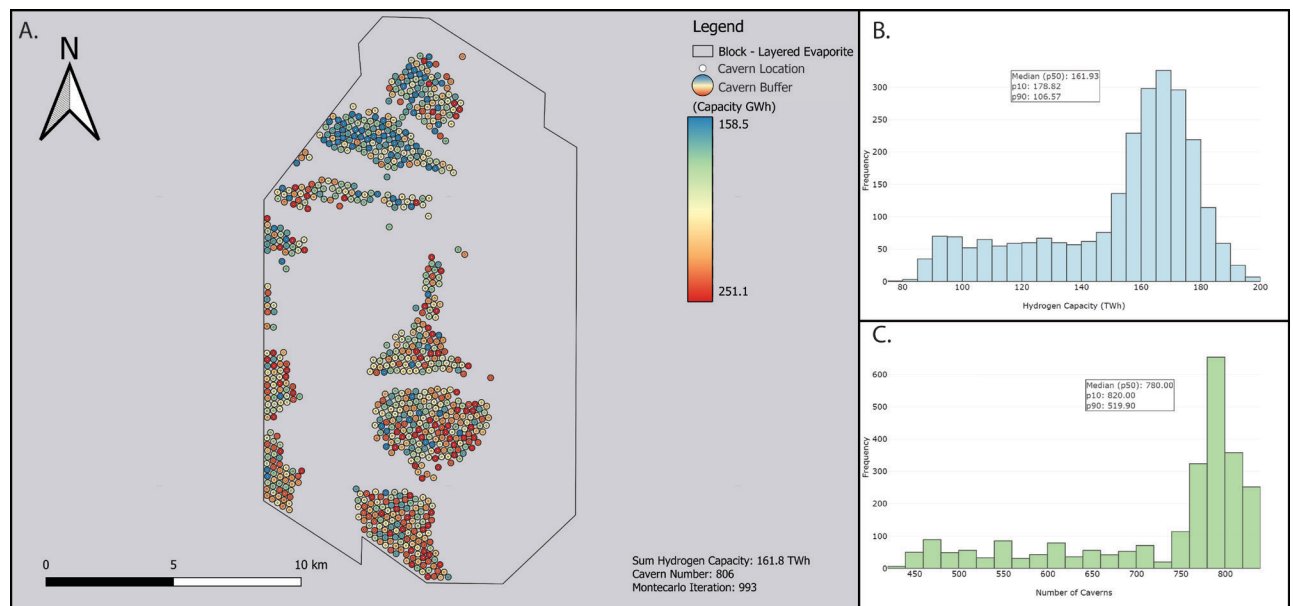 A.
N
Legend
Block - Layered Evaporite
Cavern Location
Cavern Buffer
(Capacity GWh)
158.5
251.1
0 5 10 km
Sum Hydrogen Capacity: 161.8 TWh
Cavern Number: 806
Montecarlo Iteration: 993
B.
Median (p50): 161.93
p10: 178.82
p90: 106.57
Frequency
300
250
200
150
100
50
0
80 100 120 140 160 180 200
Hydrogen Capacity (TWh)
C.
Median (p50): 780.00
p10: 820.00
p90: 519.90
Frequency
600
500
400
300
200
100
0
450 500 550 600 650 700 750 800
Number of Caverns